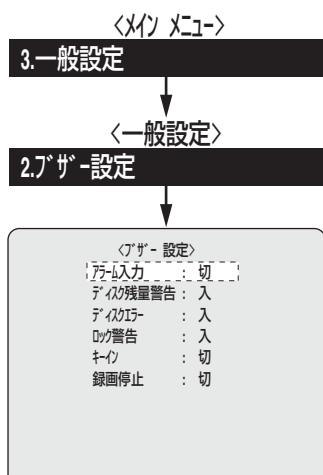 〈ﾒｲﾝ ﾒﾆｭｰ〉
3.一般設定
〈一般設定〉
2.ﾌﾞｻﾞｰ設定
〈ﾌﾞｻﾞｰ 設定〉
ｱﾗｰﾑ入力 : 切
ﾃﾞｨｽｸ残量警告 : 入
ﾃﾞｨｽｸｴﾗｰ : 入
ﾛｯｸ警告 : 入
ｷｰｲﾝ : 切
録画停止 : 切